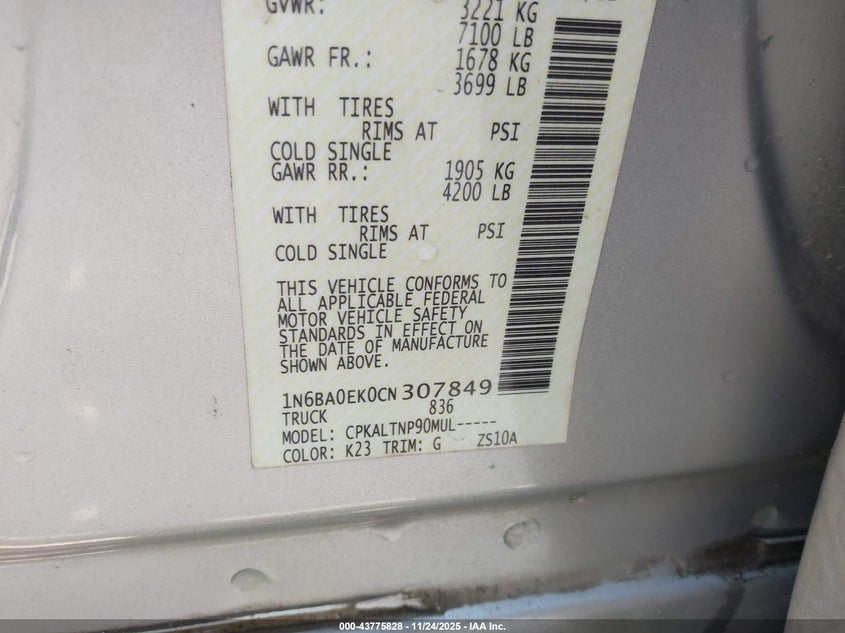 GVWR: 3221 KG
7100 LB
GAWR FR.: 1678 KG
3699 LB
WITH TIRES
RIMS AT PSI
COLD SINGLE
GAWR RR.: 1905 KG
4200 LB
WITH TIRES
RIMS AT PSI
COLD SINGLE
THIS VEHICLE CONFORMS TO
ALL APPLICABLE FEDERAL
MOTOR VEHICLE SAFETY
STANDARDS IN EFFECT ON
THE DATE OF MANUFACTURE
SHOWN ABOVE.
1N6BA0EK0CN307849
TRUCK 836
MODEL: CPKALTNP90MUL-----
COLOR: K23 TRIM: G ZS10A
000-43775828 - 11/24/2025 - IAA Inc.